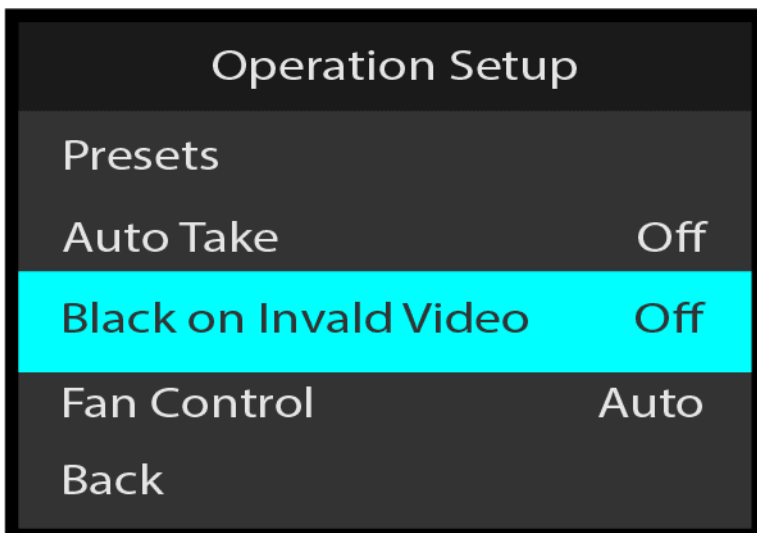 Operation Setup
Presets
Auto Take Off
Black on Invald Video Off
Fan Control Auto
Back